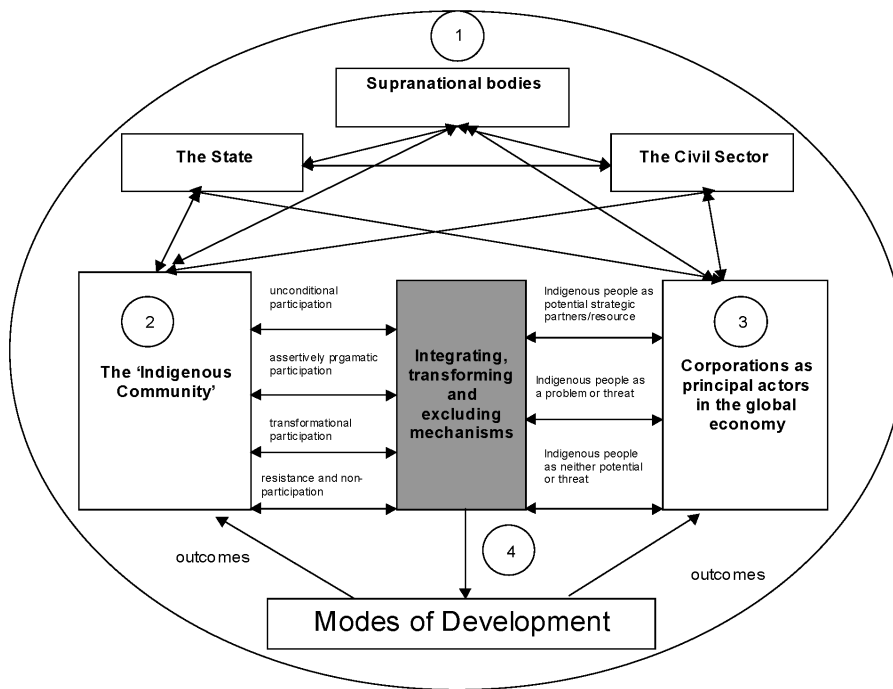 1
Supranational bodies
The State
The Civil Sector
2
The ‘Indigenous
Community’
unconditional
participation
assertively prgamatic
participation
transformational
participation
resistance and non-
participation
Integrating,
transforming
and
excluding
mechanisms
Indigenous people as
potential strategic
partners/resource
Indigenous people as
a problem or threat
Indigenous people
as neither potential
or threat
3
Corporations as
principal actors
in the global
economy
4
outcomes
outcomes
Modes of Development